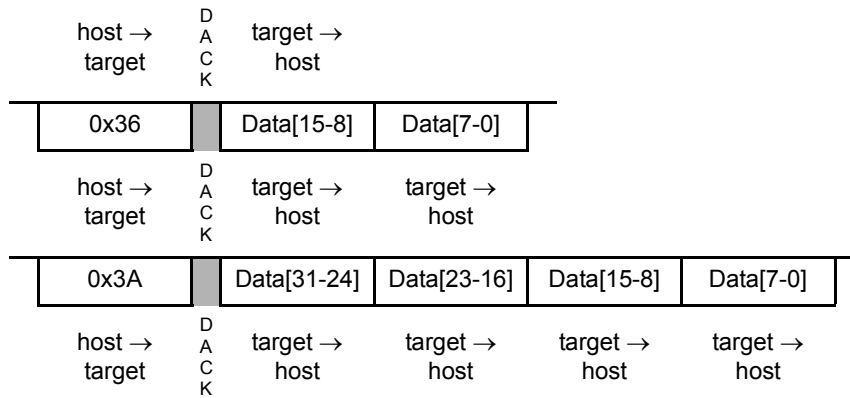 host → D A C K target →
target host
0x36 Data[15-8] Data[7-0]
host → D A C K target → target →
target host host
0x3A Data[31-24] Data[23-16] Data[15-8] Data[7-0]
host → D A C K target → target → target → target →
target host host host host